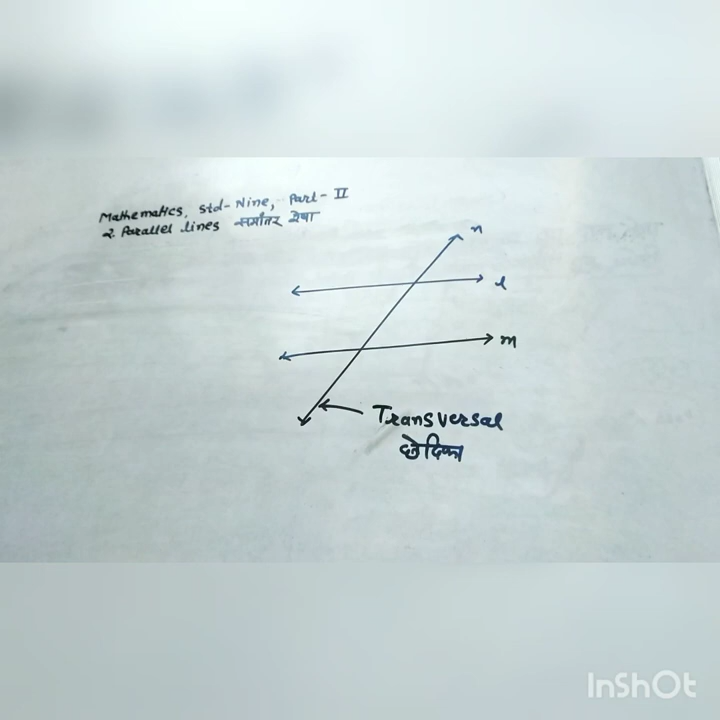 Mathematics, Std-Nine, Part-II
2. Parallel lines समांतर रेषा
n
l
m
Transversal
छेदिका
InShOt